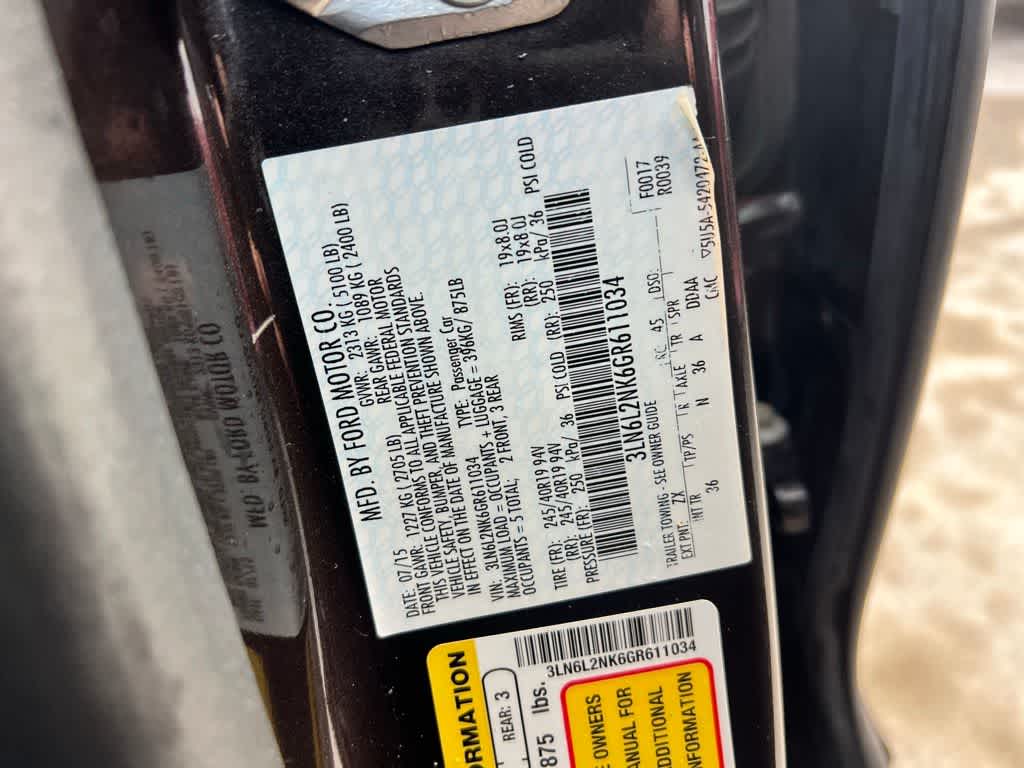 MFD. BY FORD MOTOR CO.
DATE: 07/15 GVWR: 2313 KG ( 5100 LB)
FRONT GAWR: 1227 KG ( 2705 LB) REAR GAWR: 1089 KG ( 2400 LB)
THIS VEHICLE CONFORMS TO ALL APPLICABLE FEDERAL MOTOR
VEHICLE SAFETY, BUMPER, AND THEFT PREVENTION STANDARDS
IN EFFECT ON THE DATE OF MANUFACTURE SHOWN ABOVE.
VIN: 3LN6L2NK6GR611034 TYPE: Passenger Car
MAXIMUM LOAD = OCCUPANTS + LUGGAGE = 396KG/ 875LB
OCCUPANTS = 5 TOTAL; 2 FRONT, 3 REAR
TIRE (FR): 245/40R19 94V RIMS (FR): 19x8.0J
(RR): 245/40R19 94V (RR): 19x8.0J
PRESSURE (FR): 250 kPa/ 36 PSI COLD (RR): 250 kPa/ 36 PSI COLD
3LN6L2NK6GR611034
TRAILER TOWING - SEE OWNER GUIDE F0017
EXT PNT: ZX RC: 45 DSO: R0039
INT TR TP/PS R AXLE TR SPR
36 N 36 A DDAA
3LN6L2NK6GR611034
REAR: 3
875 lbs.
OWNERS
ANUAL FOR
ADDITIONAL